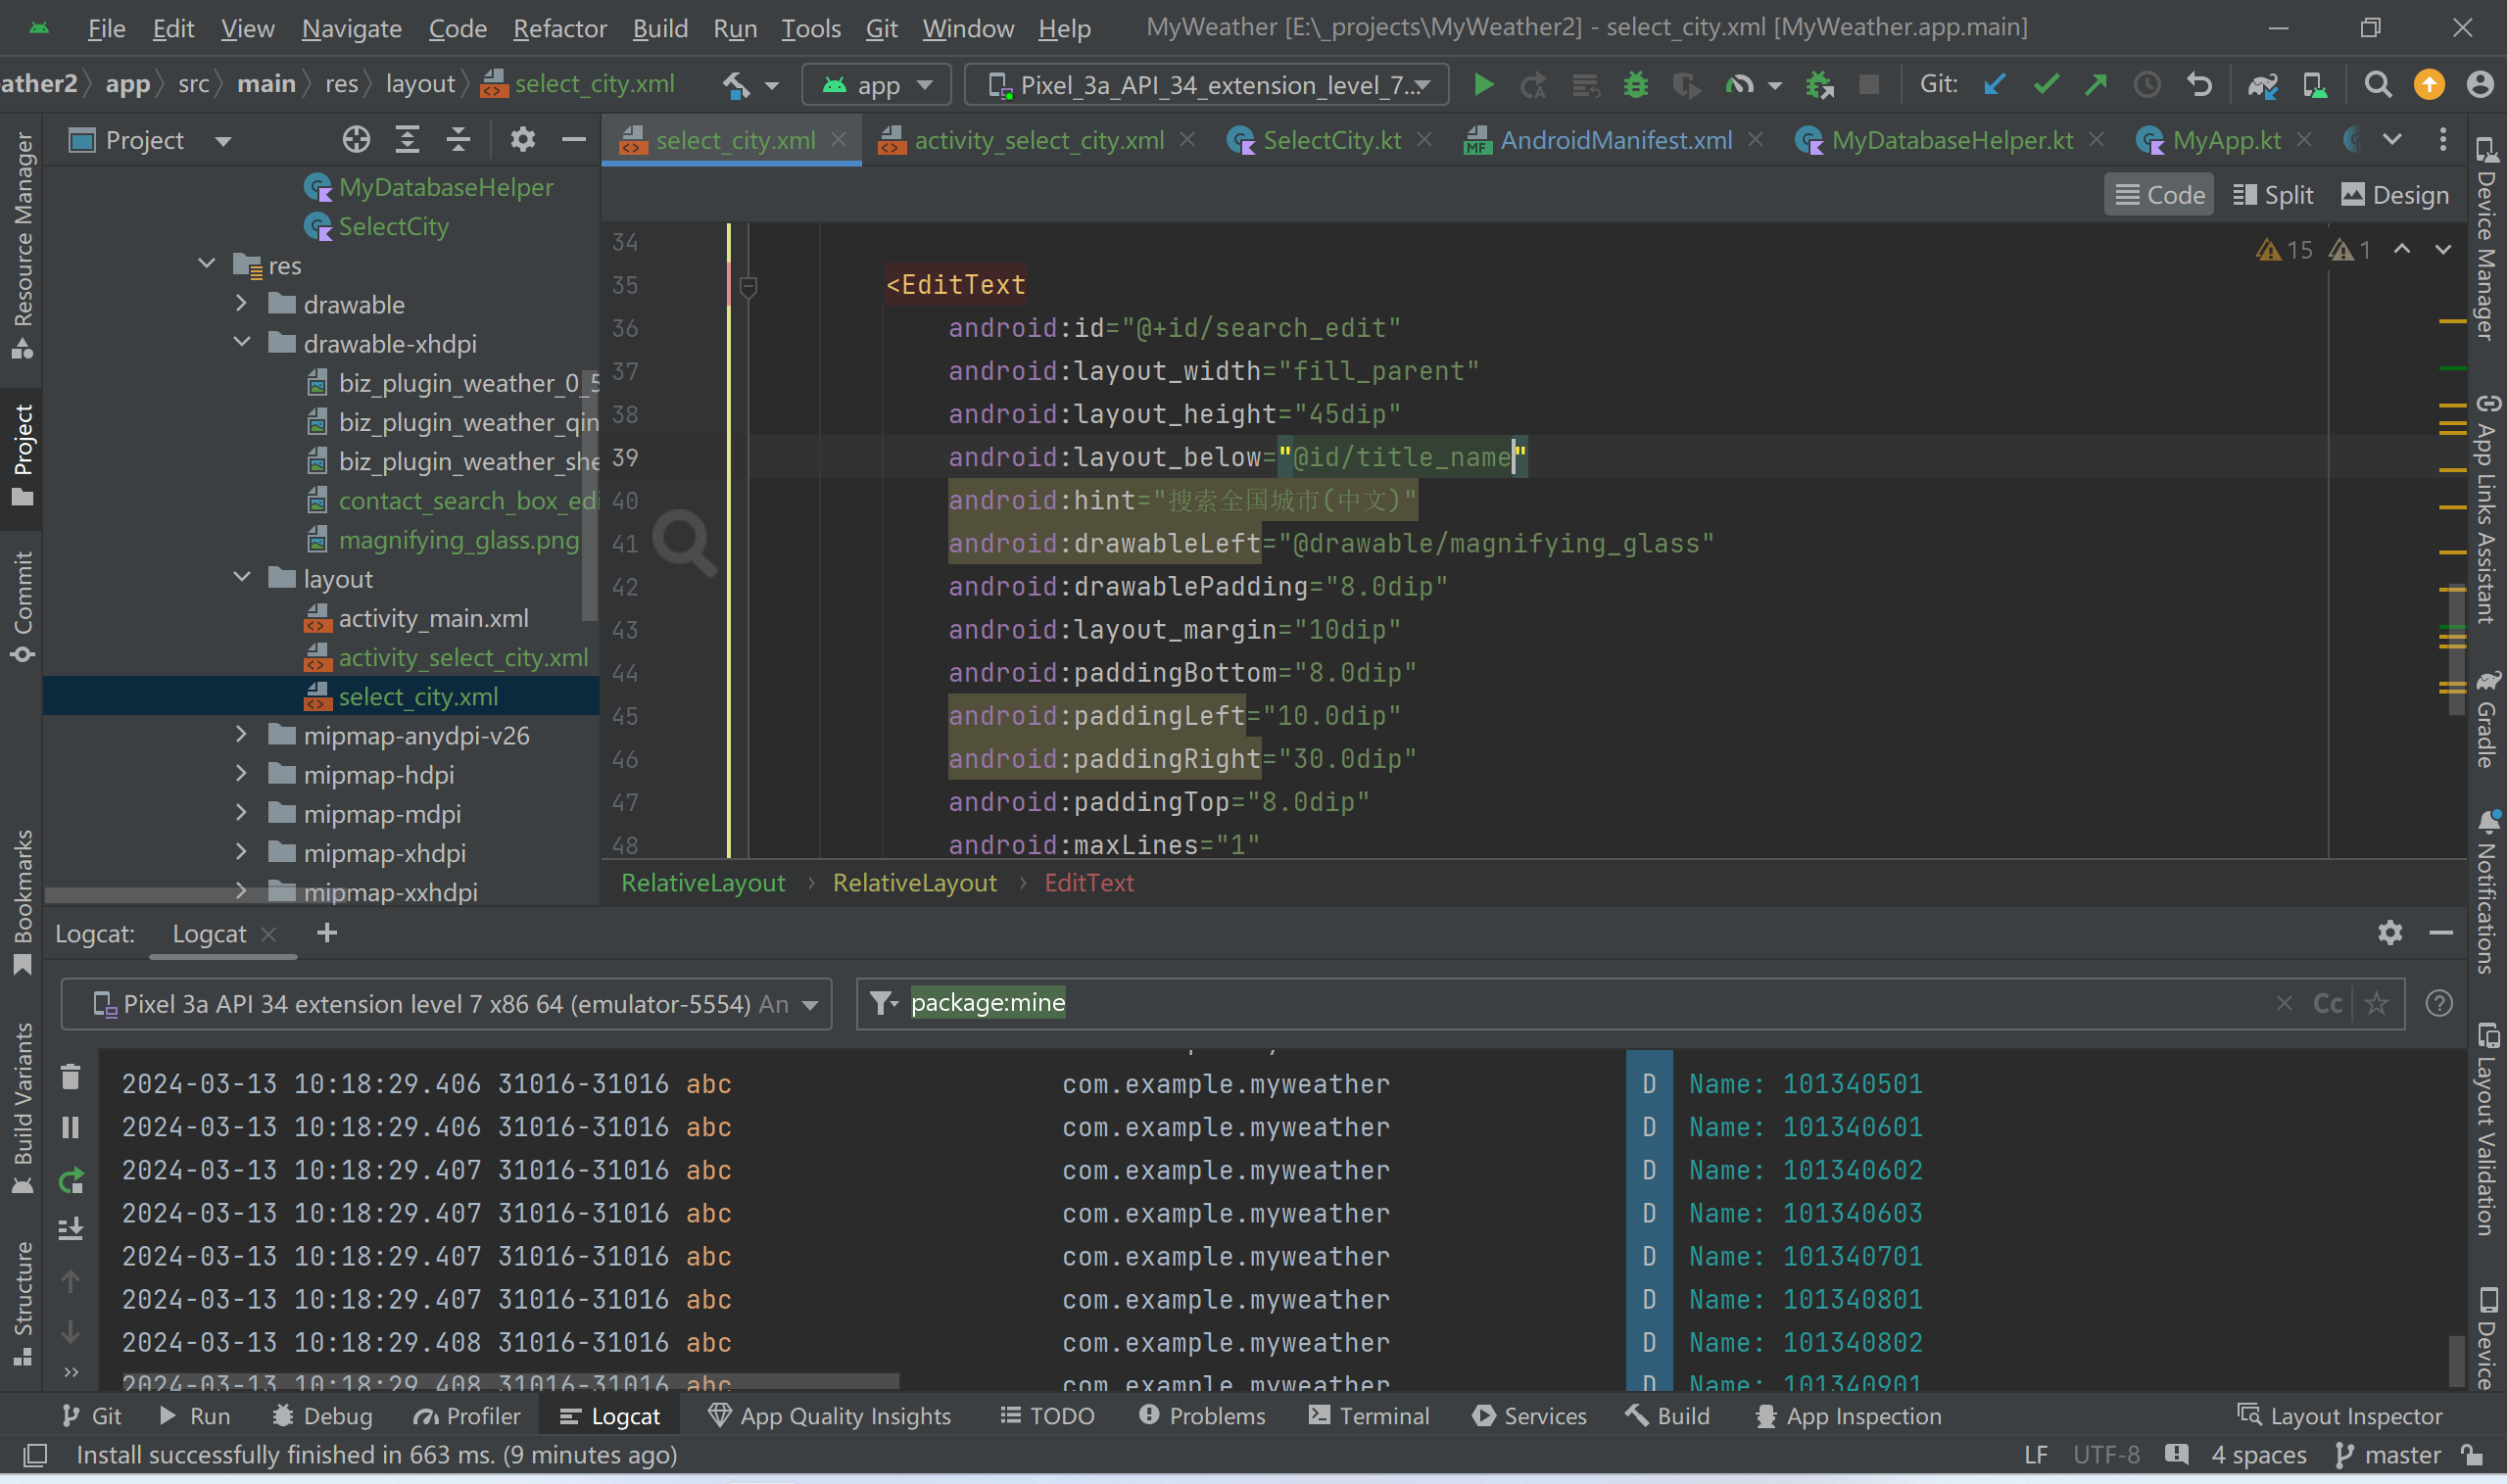 File Edit View Navigate Code Refactor Build Run Tools Git Window Help MyWeather [E:\_projects\MyWeather2] - select_city.xml [MyWeather.app.main]
ather2 app src main res layout select_city.xml app Pixel_3a_API_34_extension_level_7... Git:
Project
select_city.xml activity_select_city.xml SelectCity.kt AndroidManifest.xml MyDatabaseHelper.kt MyApp.kt
Code Split Design
Resource Manager
Project
Commit
Bookmarks
Build Variants
Structure
MyDatabaseHelper
SelectCity
res
drawable
drawable-xhdpi
biz_plugin_weather_0_5
biz_plugin_weather_qin
biz_plugin_weather_she
contact_search_box_edi
magnifying_glass.png
layout
activity_main.xml
activity_select_city.xml
select_city.xml
mipmap-anydpi-v26
mipmap-hdpi
mipmap-mdpi
mipmap-xhdpi
mipmap-xxhdpi
15 1
34
35 <EditText
36 android:id="@+id/search_edit"
37 android:layout_width="fill_parent"
38 android:layout_height="45dip"
39 android:layout_below="@id/title_name"
40 android:hint="搜索全国城市(中文)"
41 android:drawableLeft="@drawable/magnifying_glass"
42 android:drawablePadding="8.0dip"
43 android:layout_margin="10dip"
44 android:paddingBottom="8.0dip"
45 android:paddingLeft="10.0dip"
46 android:paddingRight="30.0dip"
47 android:paddingTop="8.0dip"
48 android:maxLines="1"
RelativeLayout › RelativeLayout › EditText
Device Manager
App Links Assistant
Gradle
Notifications
Layout Validation
Device
Logcat: Logcat
Pixel 3a API 34 extension level 7 x86 64 (emulator-5554) An
package:mine Cc
2024-03-13 10:18:29.406 31016-31016 abc com.example.myweather D Name: 101340501
2024-03-13 10:18:29.406 31016-31016 abc com.example.myweather D Name: 101340601
2024-03-13 10:18:29.407 31016-31016 abc com.example.myweather D Name: 101340602
2024-03-13 10:18:29.407 31016-31016 abc com.example.myweather D Name: 101340603
2024-03-13 10:18:29.407 31016-31016 abc com.example.myweather D Name: 101340701
2024-03-13 10:18:29.407 31016-31016 abc com.example.myweather D Name: 101340801
2024-03-13 10:18:29.408 31016-31016 abc com.example.myweather D Name: 101340802
2024-03-13 10:18:29.408 31016-31016 abc com.example.myweather D Name: 101340901
Git Run Debug Profiler Logcat App Quality Insights TODO Problems Terminal Services Build App Inspection Layout Inspector
Install successfully finished in 663 ms. (9 minutes ago) LF UTF-8 4 spaces master